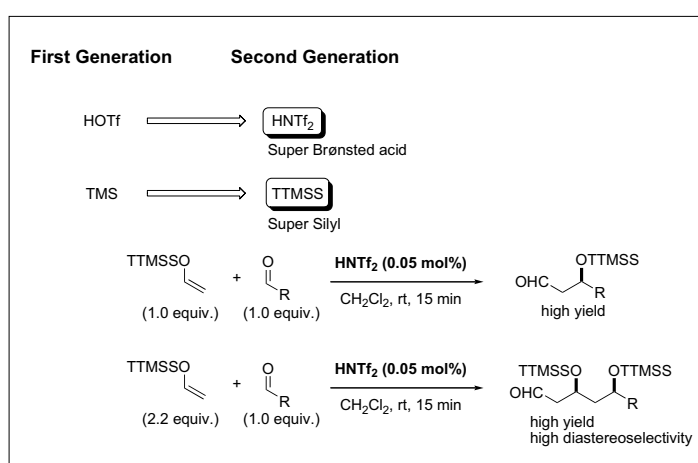 First Generation Second Generation
HOTf HNTf₂
Super Brønsted acid
TMS TTMSS
Super Silyl
TTMSSO + O R HNTf₂ (0.05 mol%) OTTMSS
CH₂Cl₂, rt, 15 min OHC R
(1.0 equiv.) (1.0 equiv.) high yield
TTMSSO + O R HNTf₂ (0.05 mol%) TTMSSO OTTMSS
CH₂Cl₂, rt, 15 min OHC R
(2.2 equiv.) (1.0 equiv.) high yield
high diastereoselectivity